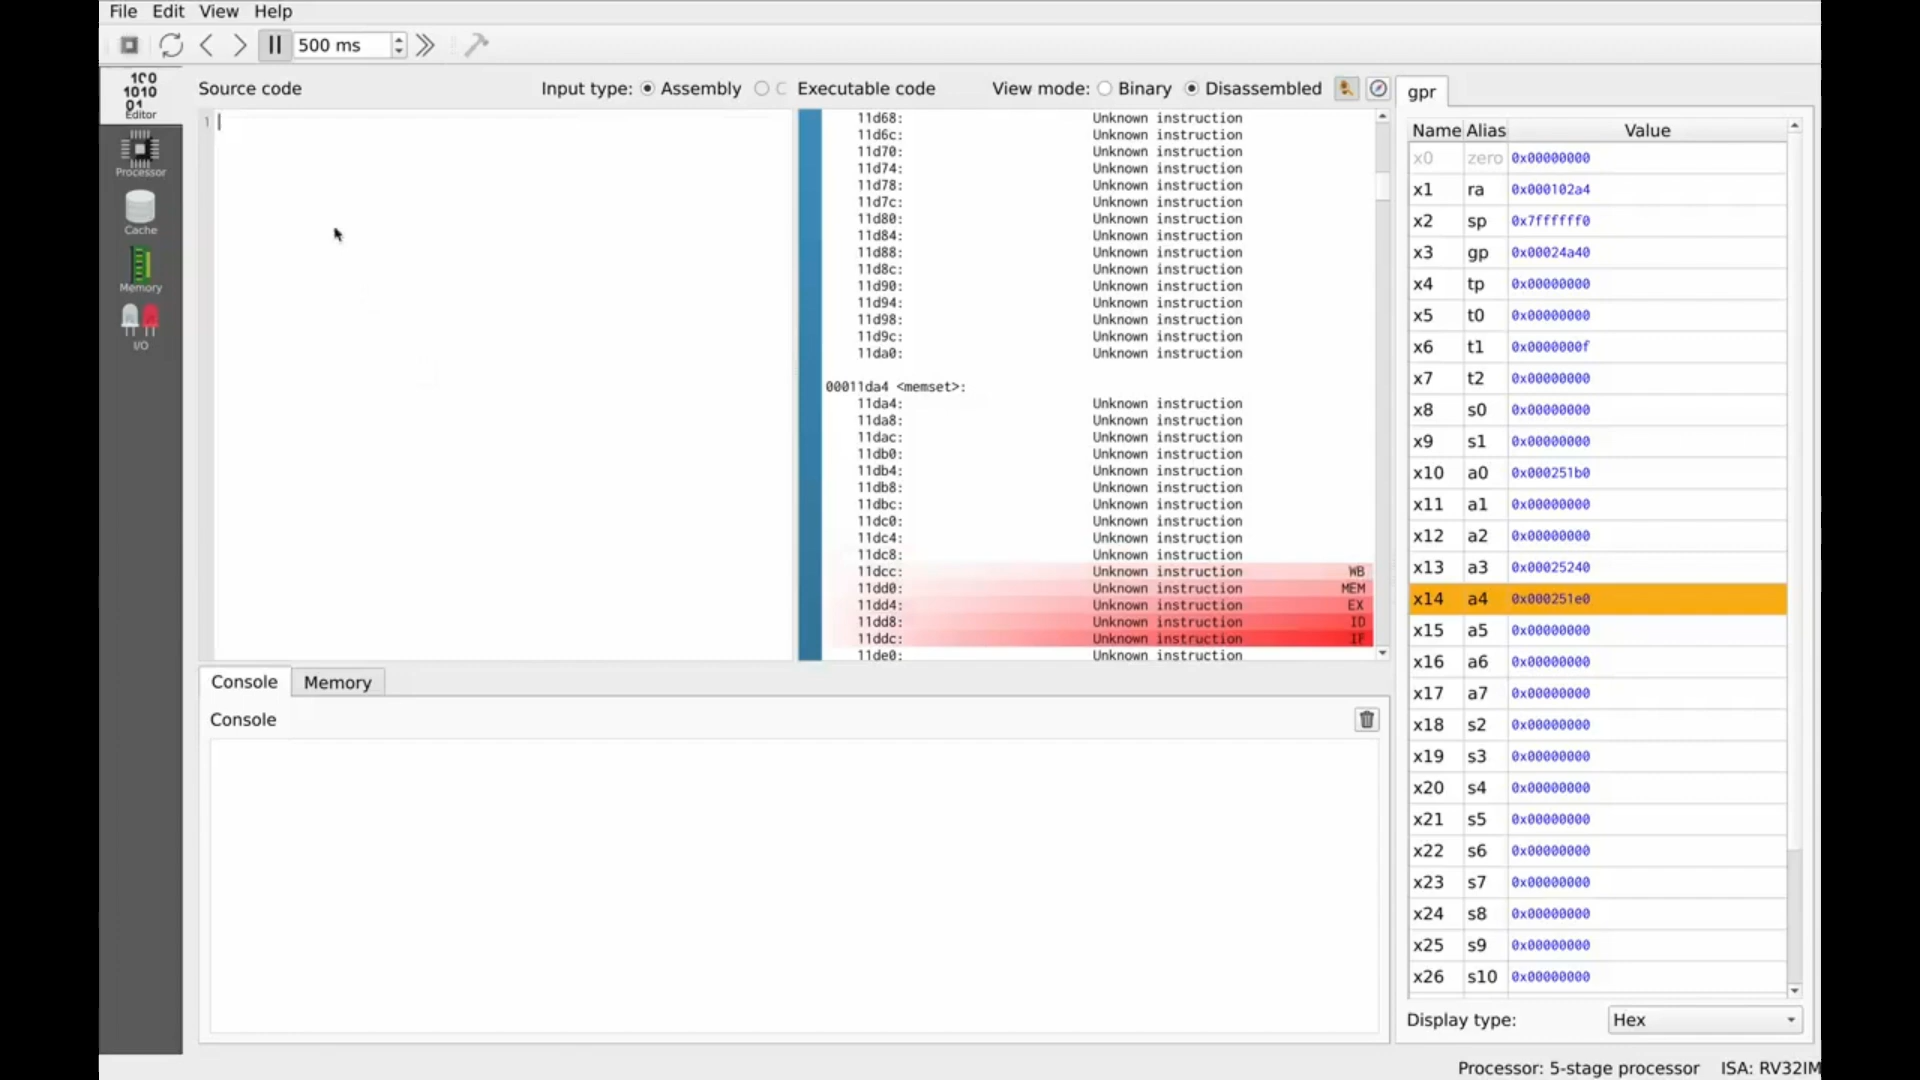 File Edit View Help
500 ms
Editor
Processor
Cache
Memory
I/O
Source code
Input type: Assembly C
1
Executable code
View mode: Binary Disassembled
11d68: Unknown instruction
11d6c: Unknown instruction
11d70: Unknown instruction
11d74: Unknown instruction
11d78: Unknown instruction
11d7c: Unknown instruction
11d80: Unknown instruction
11d84: Unknown instruction
11d88: Unknown instruction
11d8c: Unknown instruction
11d90: Unknown instruction
11d94: Unknown instruction
11d98: Unknown instruction
11d9c: Unknown instruction
11da0: Unknown instruction
00011da4 <memset>:
11da4: Unknown instruction
11da8: Unknown instruction
11dac: Unknown instruction
11db0: Unknown instruction
11db4: Unknown instruction
11db8: Unknown instruction
11dbc: Unknown instruction
11dc0: Unknown instruction
11dc4: Unknown instruction
11dc8: Unknown instruction
11dcc: Unknown instruction WB
11dd0: Unknown instruction MEM
11dd4: Unknown instruction EX
11dd8: Unknown instruction ID
11ddc: Unknown instruction IF
11de0: Unknown instruction
Console Memory
Console
gpr
Name Alias Value
x0 zero 0x00000000
x1 ra 0x000102a4
x2 sp 0x7ffffff0
x3 gp 0x00024a40
x4 tp 0x00000000
x5 t0 0x00000000
x6 t1 0x0000000f
x7 t2 0x00000000
x8 s0 0x00000000
x9 s1 0x00000000
x10 a0 0x000251b0
x11 a1 0x00000000
x12 a2 0x00000000
x13 a3 0x00025240
x14 a4 0x000251e0
x15 a5 0x00000000
x16 a6 0x00000000
x17 a7 0x00000000
x18 s2 0x00000000
x19 s3 0x00000000
x20 s4 0x00000000
x21 s5 0x00000000
x22 s6 0x00000000
x23 s7 0x00000000
x24 s8 0x00000000
x25 s9 0x00000000
x26 s10 0x00000000
Display type: Hex
Processor: 5-stage processor ISA: RV32IM